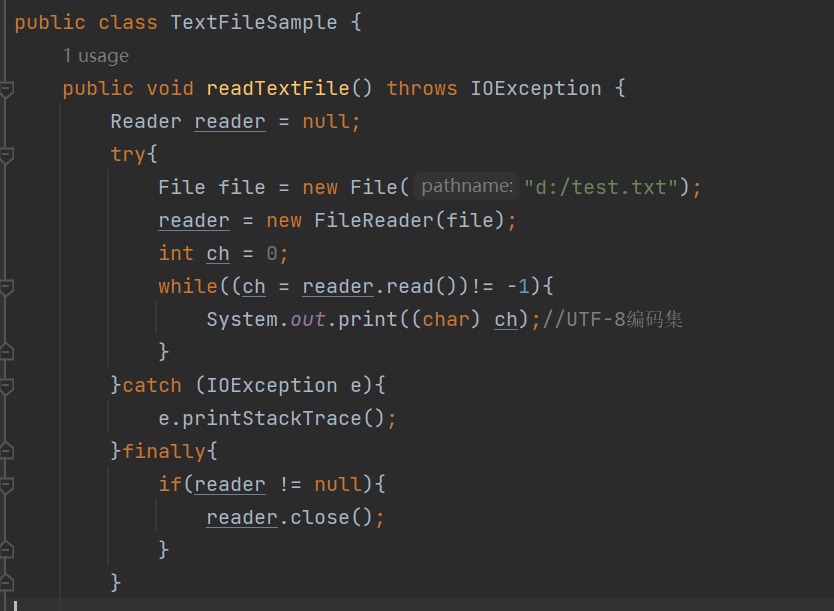 public class TextFileSample {
1 usage
public void readTextFile() throws IOException {
Reader reader = null;
try{
File file = new File( pathname: "d:/test.txt");
reader = new FileReader(file);
int ch = 0;
while((ch = reader.read())!= -1){
System.out.print((char) ch);//UTF-8编码集
}
}catch (IOException e){
e.printStackTrace();
}finally{
if(reader != null){
reader.close();
}
}